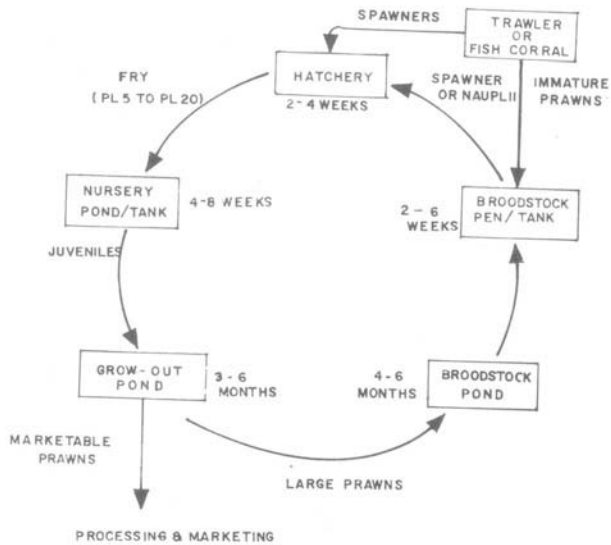 SPAWNERS
TRAWLER
OR
FISH CORRAL
HATCHERY
2-4 WEEKS
FRY
(PL 5 TO PL 20)
SPAWNER
OR NAUPLII
IMMATURE
PRAWNS
NURSERY
POND/TANK
4-8 WEEKS
2 - 6
WEEKS
BROODSTOCK
PEN/TANK
JUVENILES
GROW-OUT
POND
3 - 6
MONTHS
4-6
MONTHS
BROODSTOCK
POND
MARKETABLE
PRAWNS
LARGE PRAWNS
PROCESSING & MARKETING